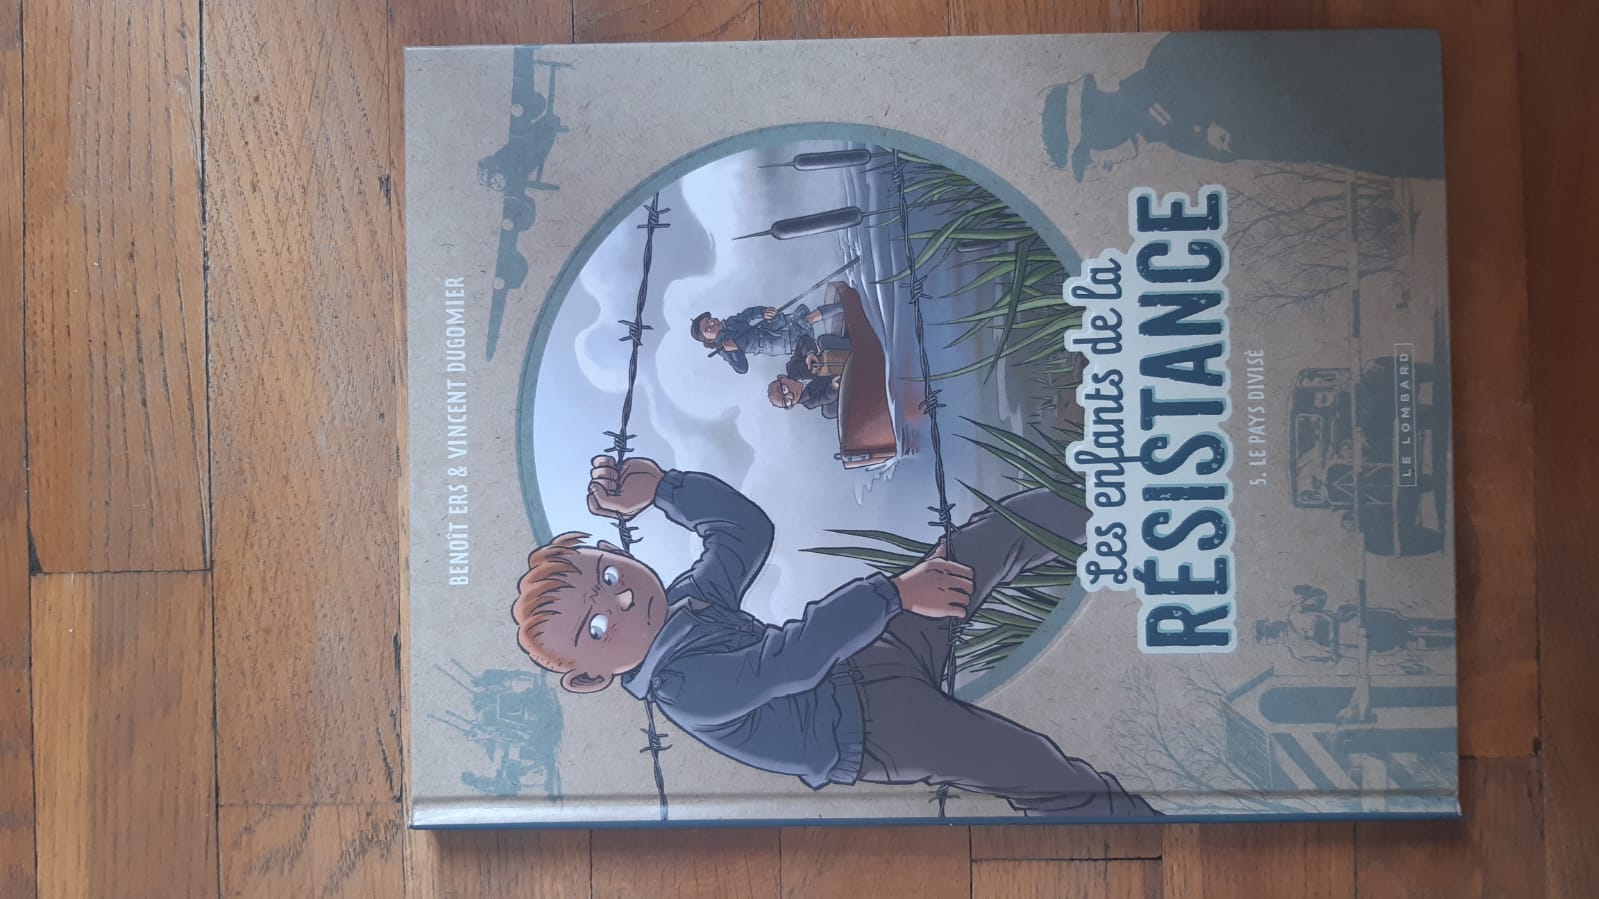 BENOÎT ERS & VINCENT DUGOMIER
Les enfants de la
RÉSISTANCE
5. LE PAYS DIVISÉ
LE LOMBARD